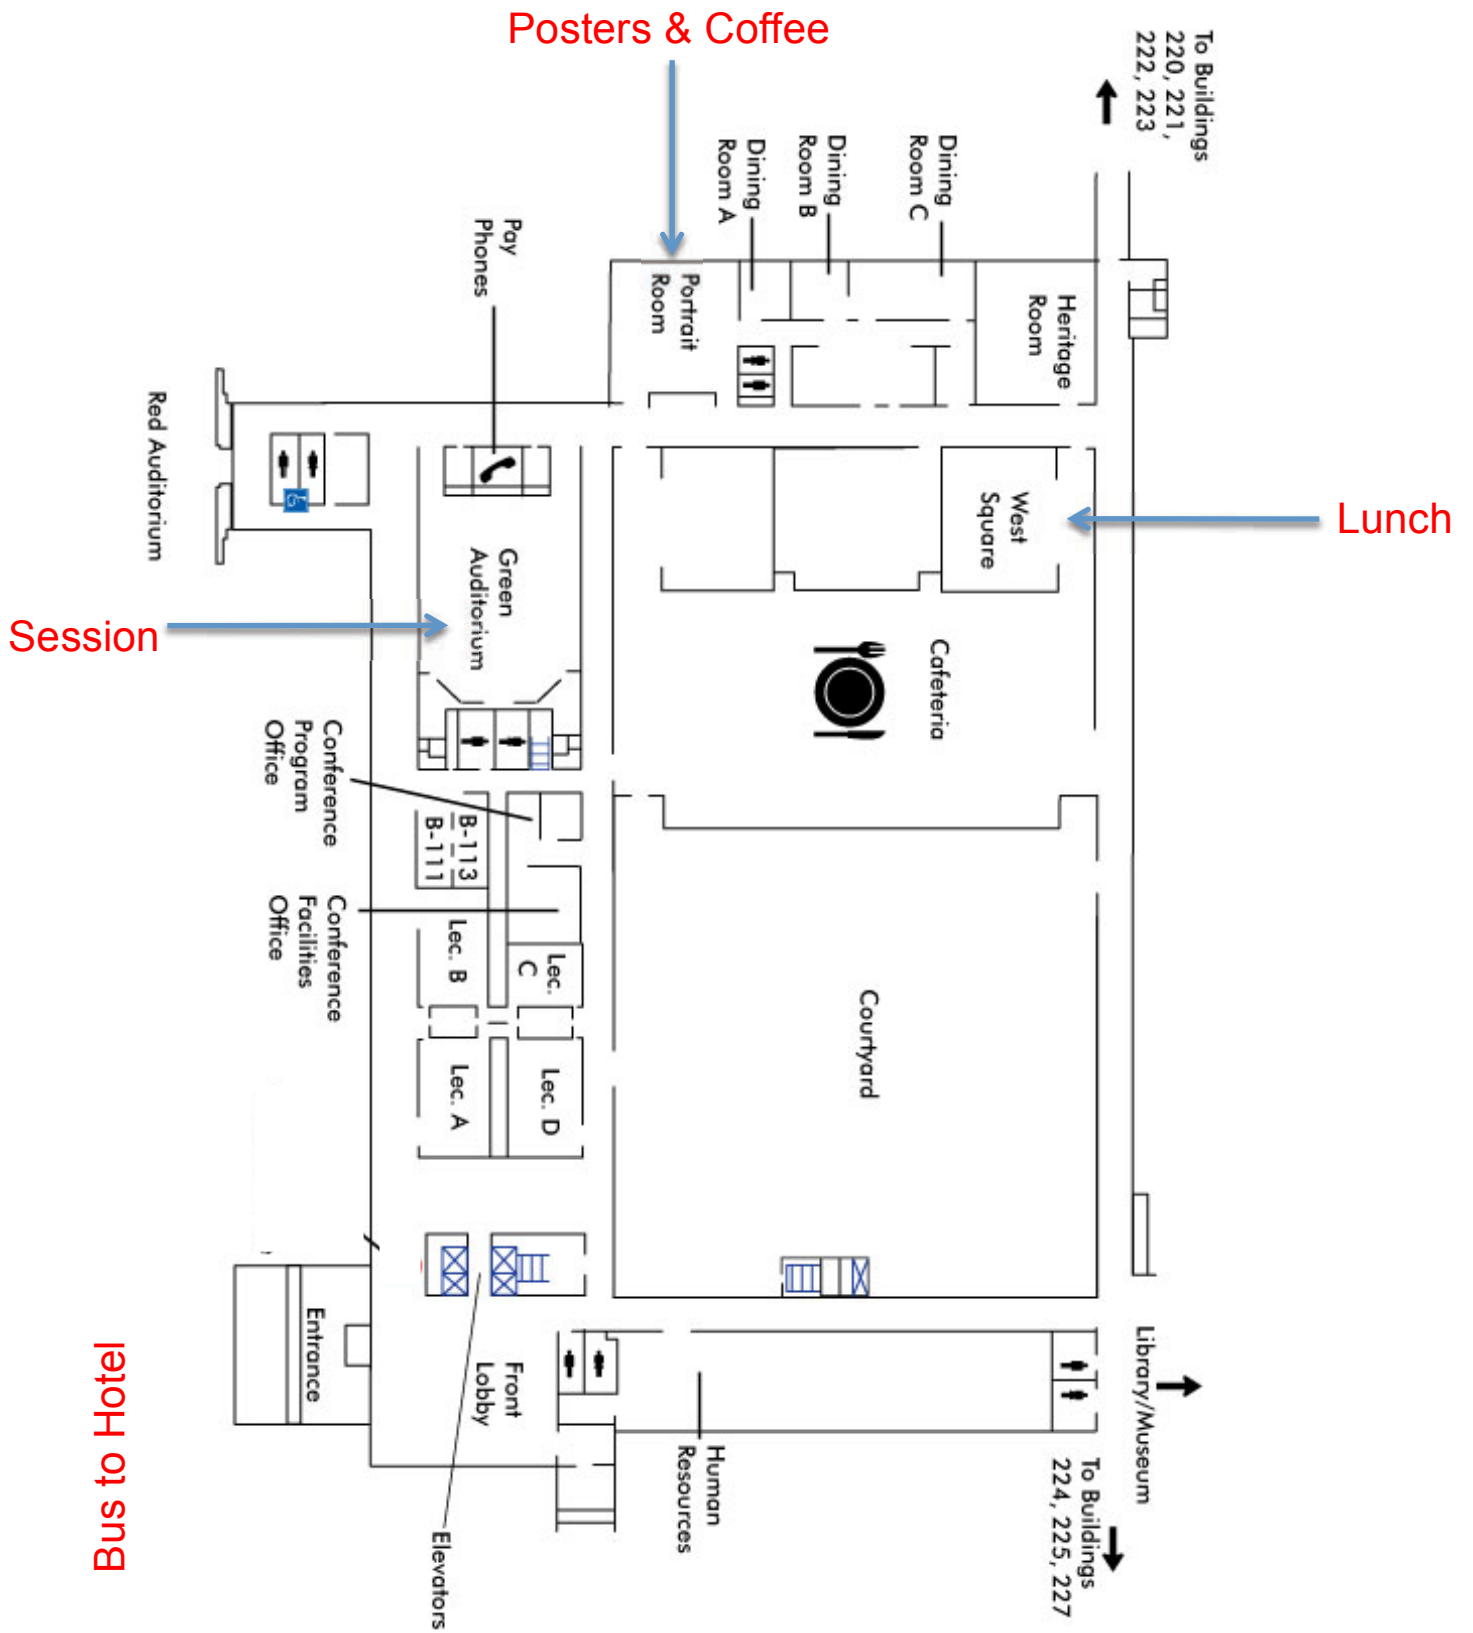 Posters & Coffee
To Buildings
220, 221,
222, 223
Dining
Room A
Dining
Room B
Dining
Room C
Pay
Phones
Portrait
Room
Heritage
Room
Red Auditorium
West
Square
Lunch
Green
Auditorium
Session
Cafeteria
Conference
Program
Office
B-113
B-111
Conference
Facilities
Office
Lec. B
Lec.
C
Lec. A
Lec. D
Courtyard
Entrance
Front
Lobby
Elevators
Human
Resources
Library/Museum
To Buildings
224, 225, 227
Bus to Hotel